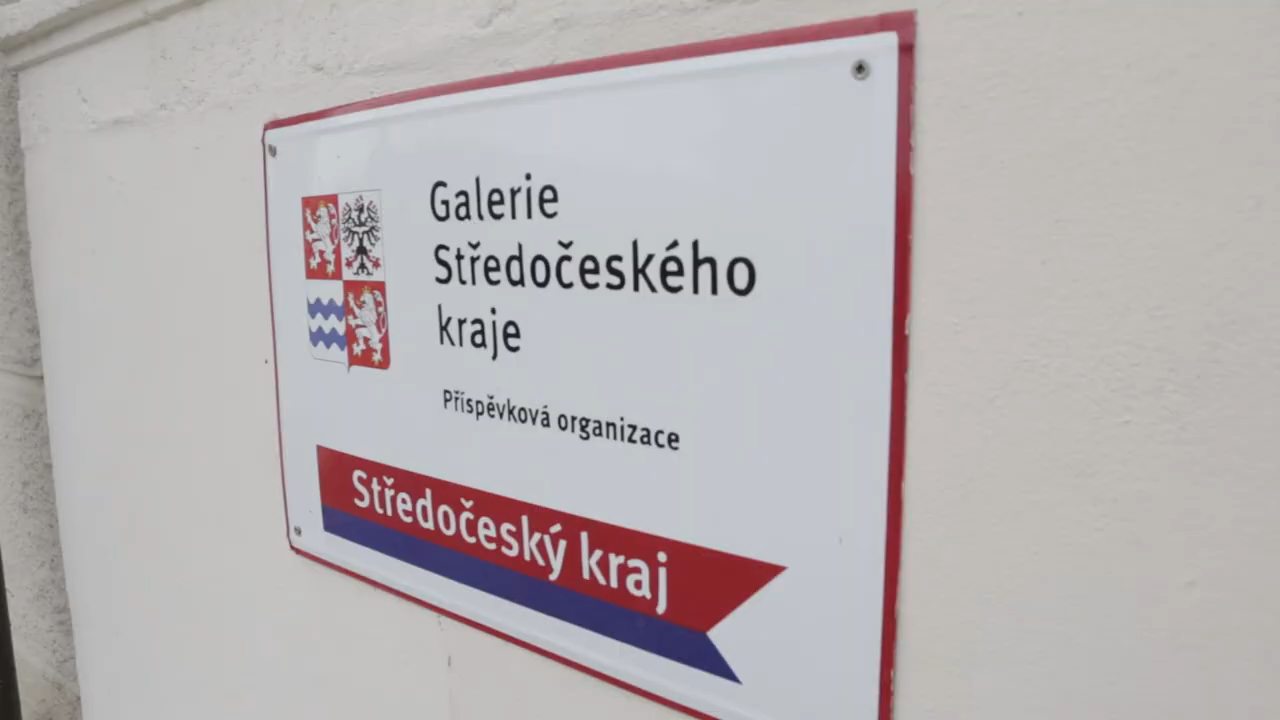 Galerie
Středočeského
kraje
Příspěvková organizace
Středočeský kraj